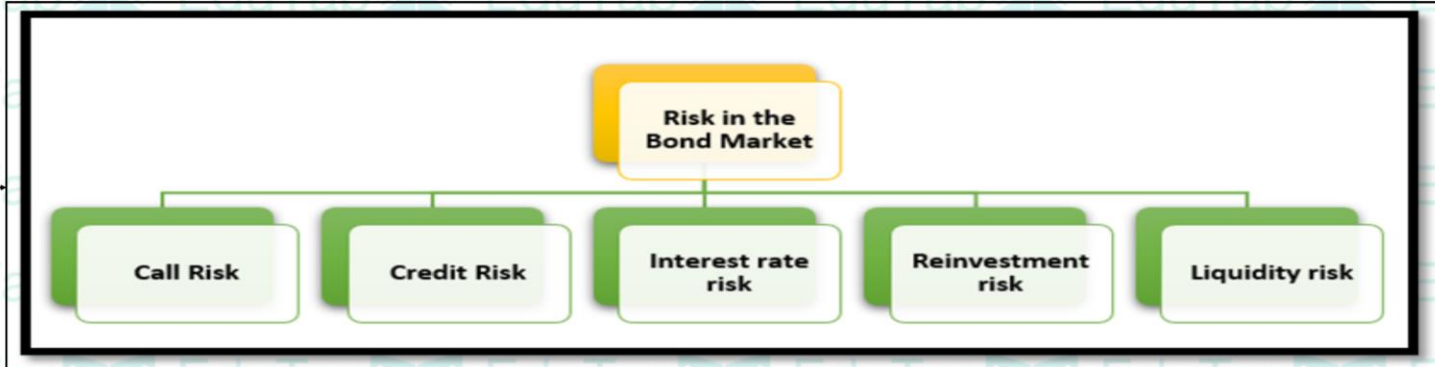 Risk in the
Bond Market
Call Risk
Credit Risk
Interest rate
risk
Reinvestment
risk
Liquidity risk